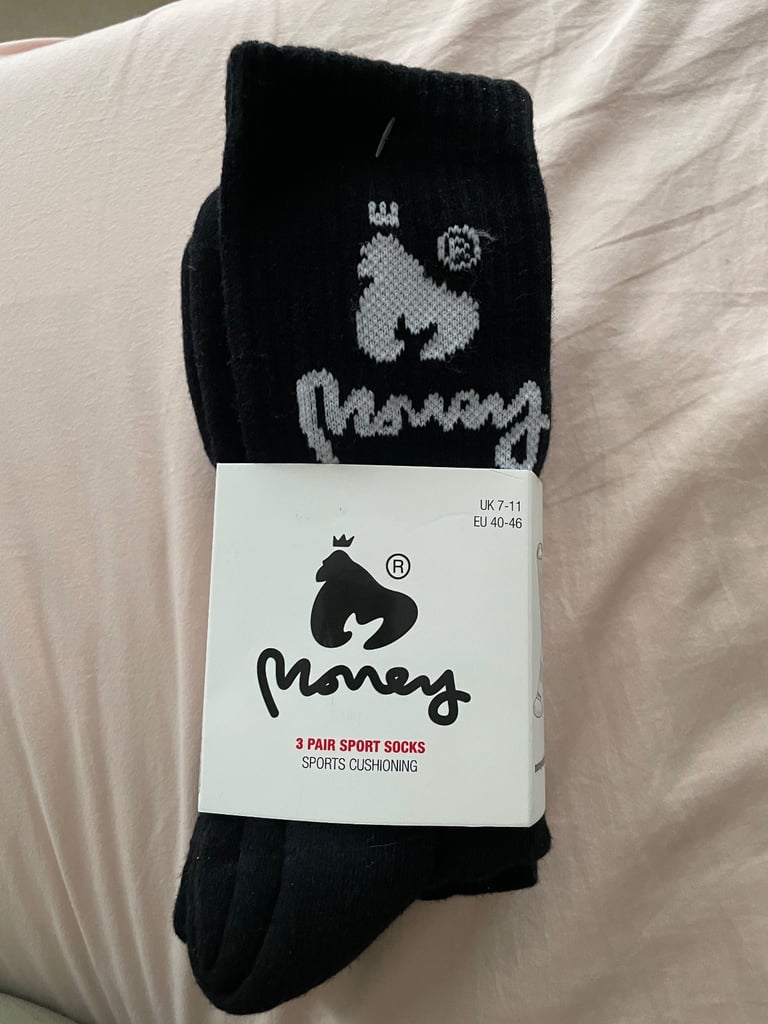 ®
Money
UK 7-11
EU 40-46
®
Money
3 PAIR SPORT SOCKS
SPORTS CUSHIONING